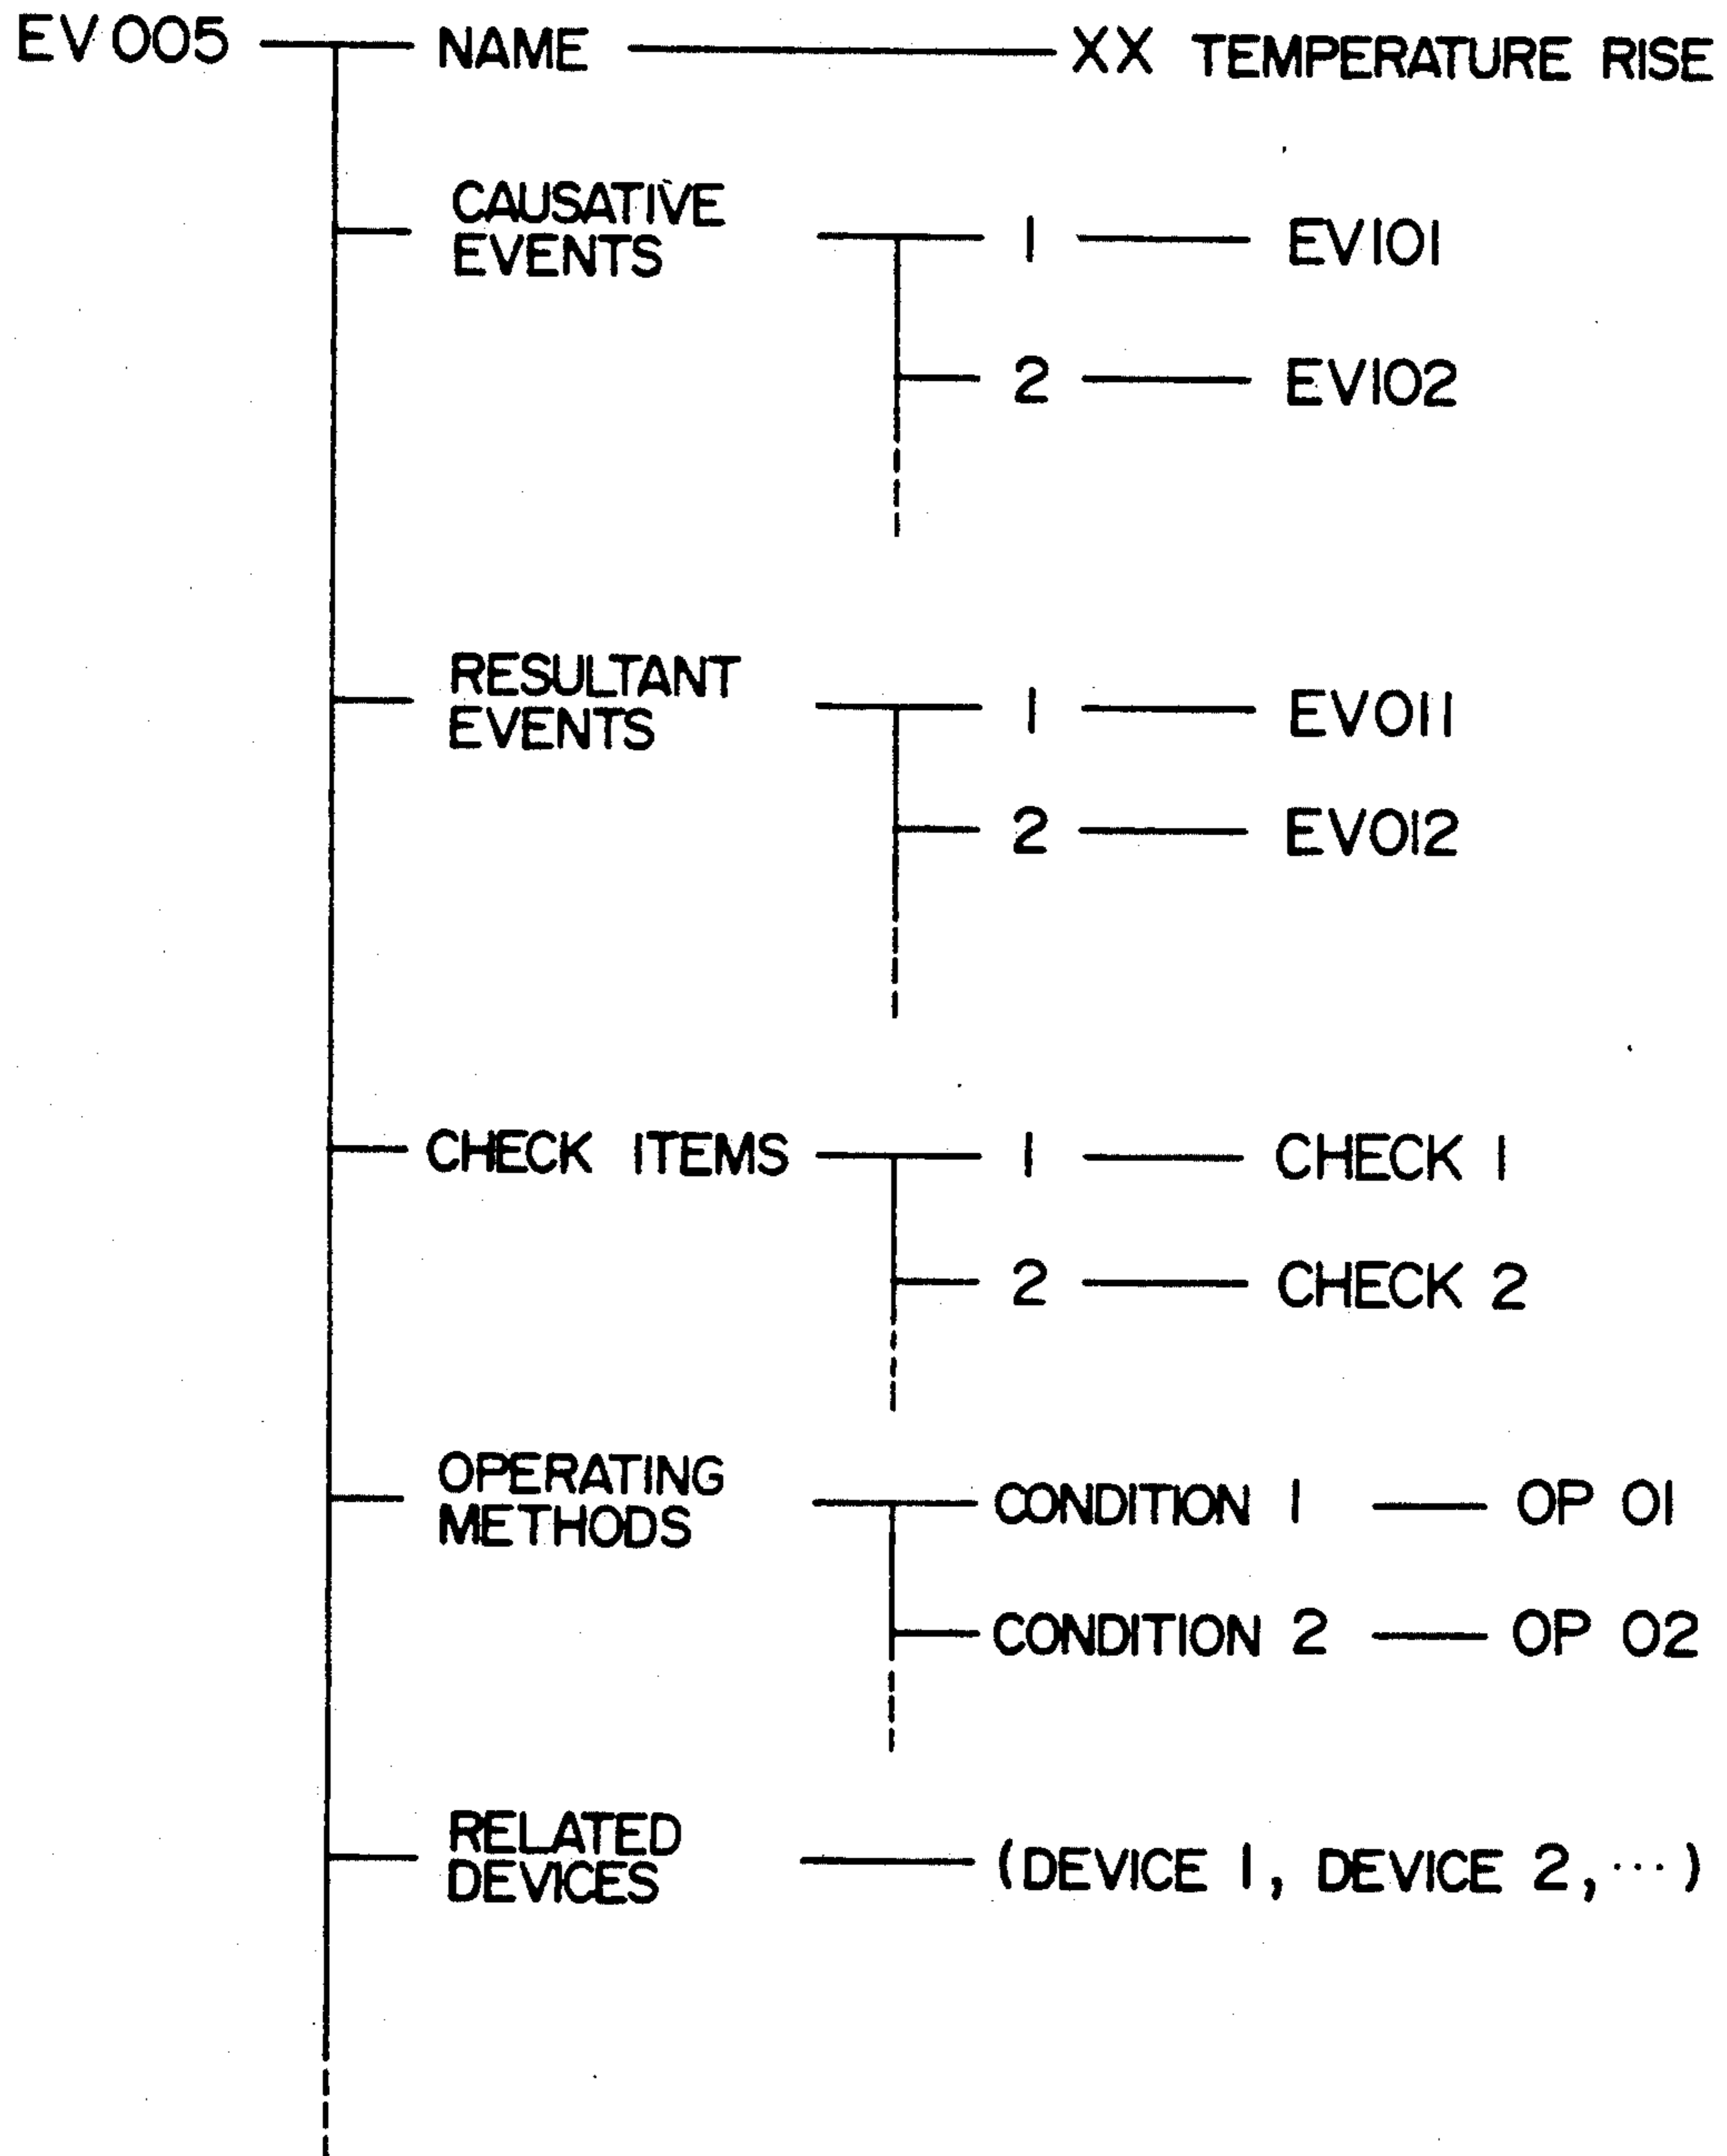 EV005 NAME XX TEMPERATURE RISE
CAUSATIVE
EVENTS
1 EV101
2 EV102
RESULTANT
EVENTS
1 EV011
2 EV012
CHECK ITEMS 1 CHECK 1
2 CHECK 2
OPERATING
METHODS
CONDITION 1 OP 01
CONDITION 2 OP 02
RELATED
DEVICES
(DEVICE 1, DEVICE 2, ··· )